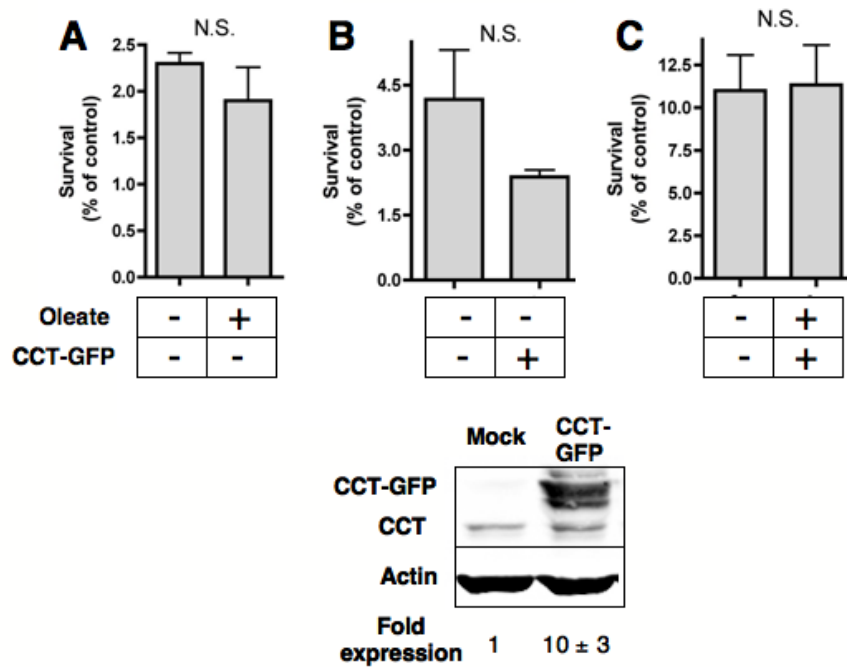 A
N.S.
Survival
(% of control)
2.5
2.0
1.5
1.0
0.5
0.0
B
N.S.
Survival
(% of control)
4.5
3.0
1.5
0.0
C
N.S.
Survival
(% of control)
12.5
10.0
7.5
5.0
2.5
0.0
Oleate - + - - - +
CCT-GFP - - - + - +
Mock CCT-
GFP
CCT-GFP
CCT
Actin
Fold
expression 1 10 ± 3